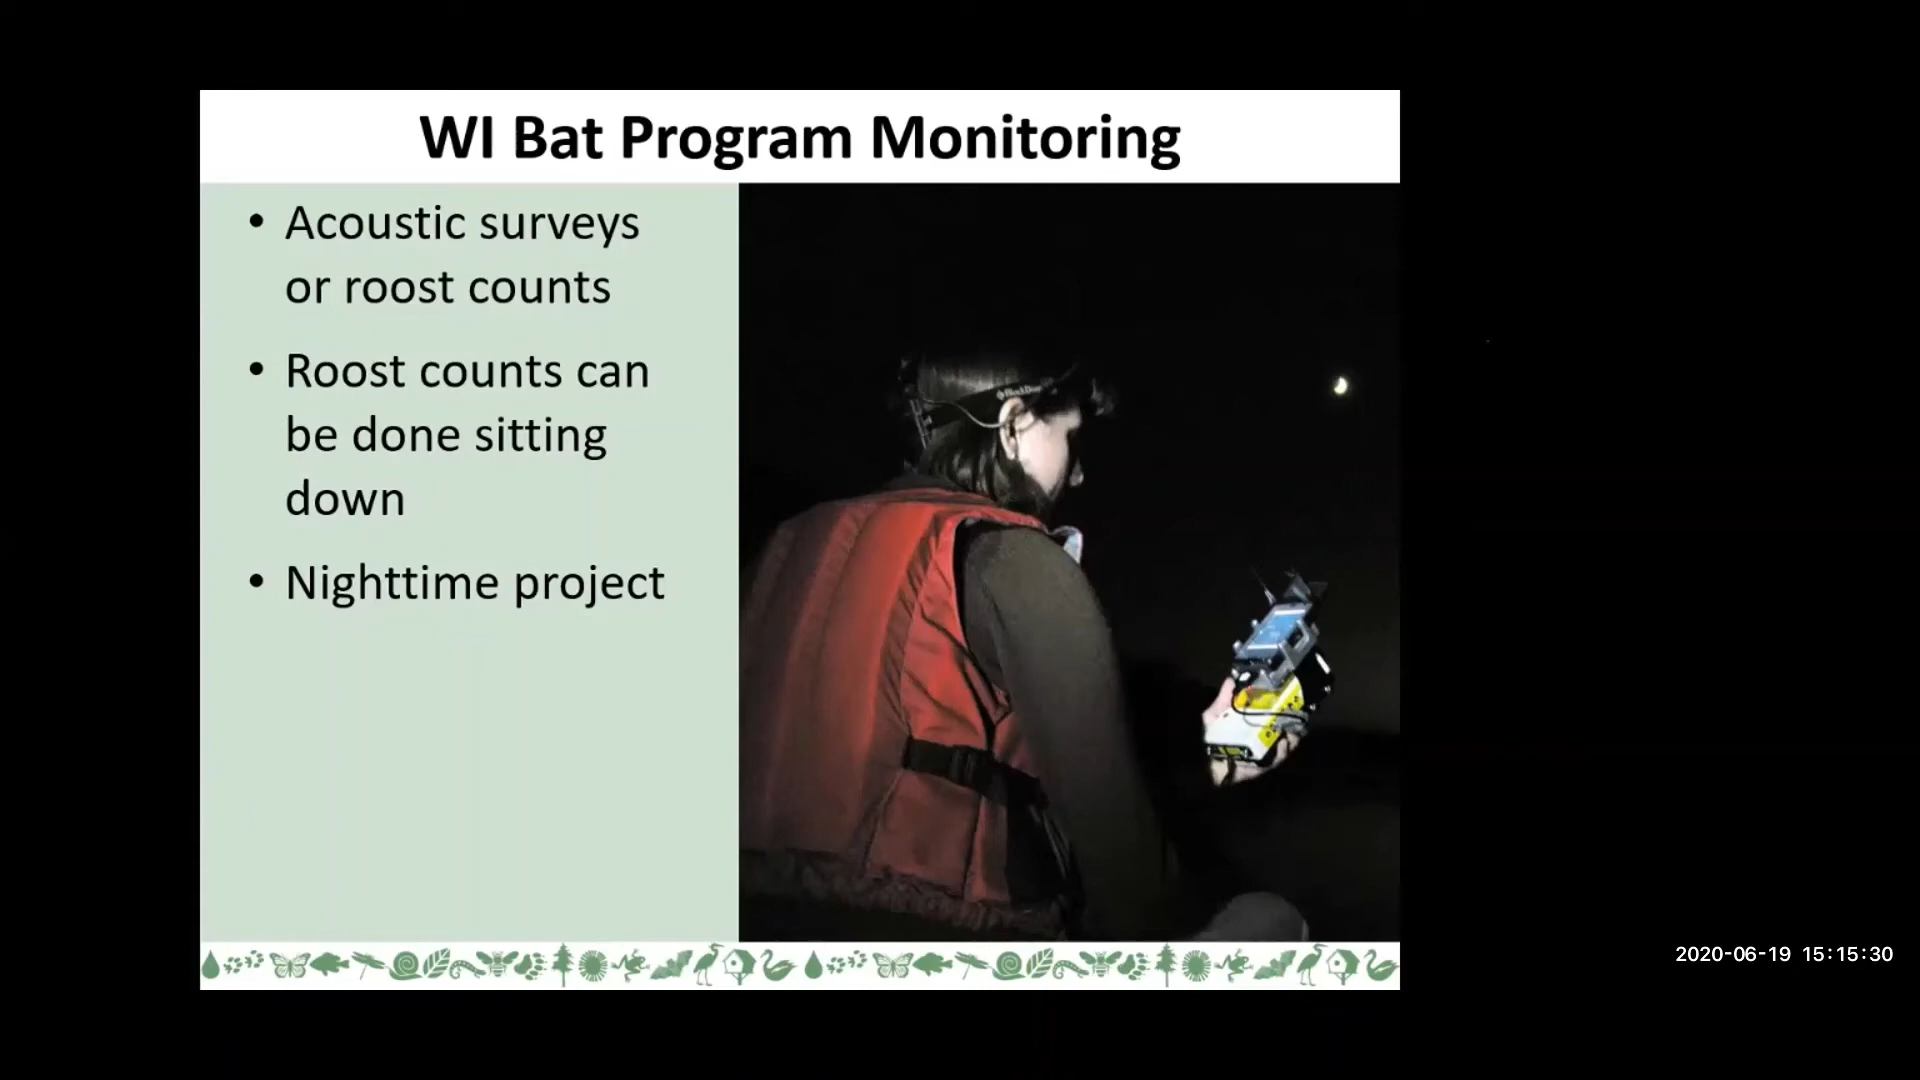 WI Bat Program Monitoring
• Acoustic surveys
or roost counts
• Roost counts can
be done sitting
down
• Nighttime project
2020-06-19 15:15:30